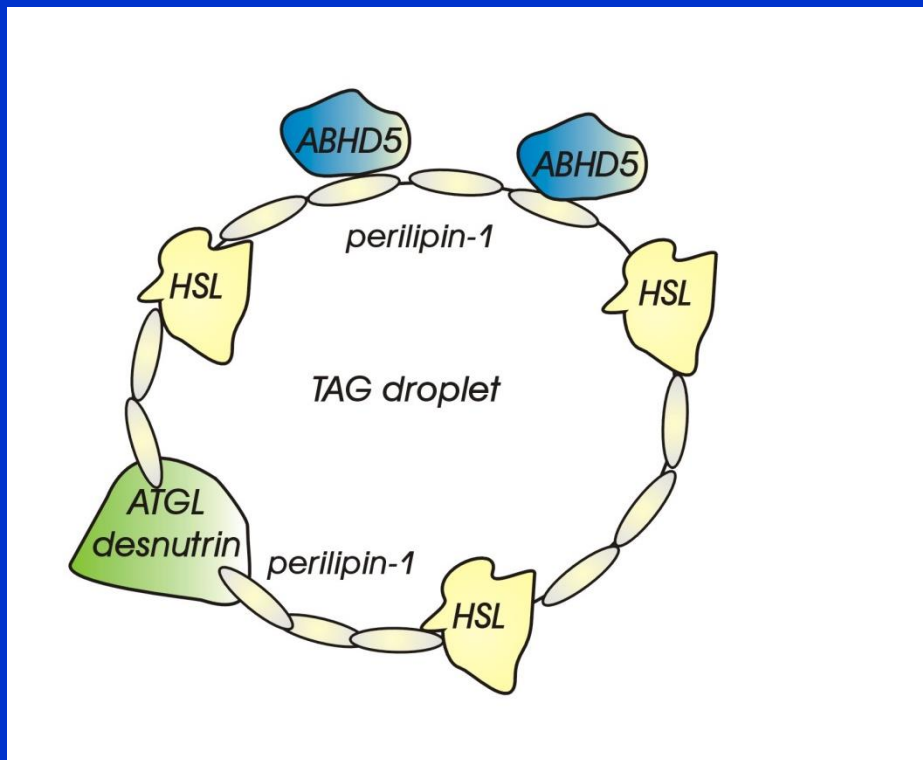 ABHD5
ABHD5
perilipin-1
HSL
HSL
TAG droplet
ATGL
desnutrin
perilipin-1
HSL